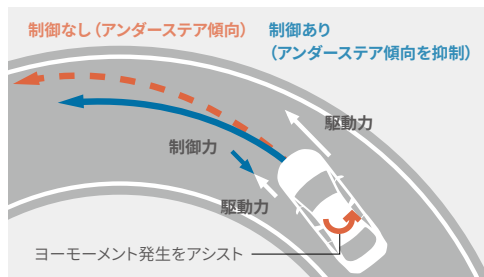 制御なし（アンダーステア傾向）
制御あり
（アンダーステア傾向を抑制）
駆動力
制御力
駆動力
ヨーモーメント発生をアシスト